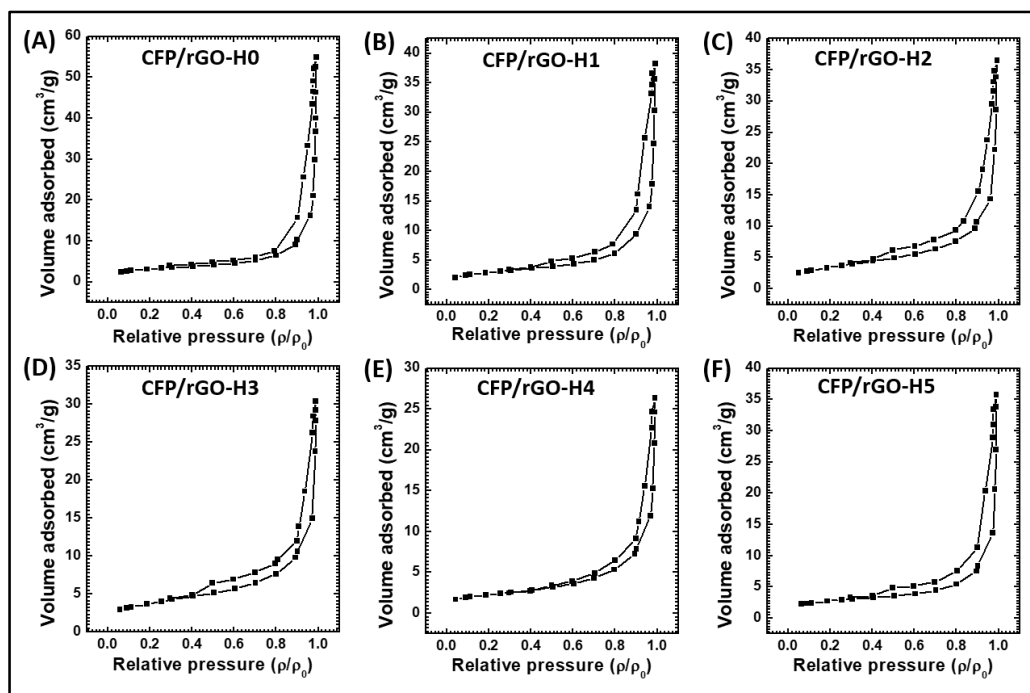 (A)
CFP/rGO-H0
Volume adsorbed (cm³/g)
60
50
40
30
20
10
0
0.0 0.2 0.4 0.6 0.8 1.0
Relative pressure (ρ/ρ₀)
(B)
CFP/rGO-H1
Volume adsorbed (cm³/g)
40
35
30
25
20
15
10
5
0
0.0 0.2 0.4 0.6 0.8 1.0
Relative pressure (ρ/ρ₀)
(C)
CFP/rGO-H2
Volume adsorbed (cm³/g)
40
35
30
25
20
15
10
5
0
0.0 0.2 0.4 0.6 0.8 1.0
Relative pressure (ρ/ρ₀)
(D)
CFP/rGO-H3
Volume adsorbed (cm³/g)
35
30
25
20
15
10
5
0
0.0 0.2 0.4 0.6 0.8 1.0
Relative pressure (ρ/ρ₀)
(E)
CFP/rGO-H4
Volume adsorbed (cm³/g)
30
25
20
15
10
5
0
0.0 0.2 0.4 0.6 0.8 1.0
Relative pressure (ρ/ρ₀)
(F)
CFP/rGO-H5
Volume adsorbed (cm³/g)
40
35
30
25
20
15
10
5
0
0.0 0.2 0.4 0.6 0.8 1.0
Relative pressure (ρ/ρ₀)